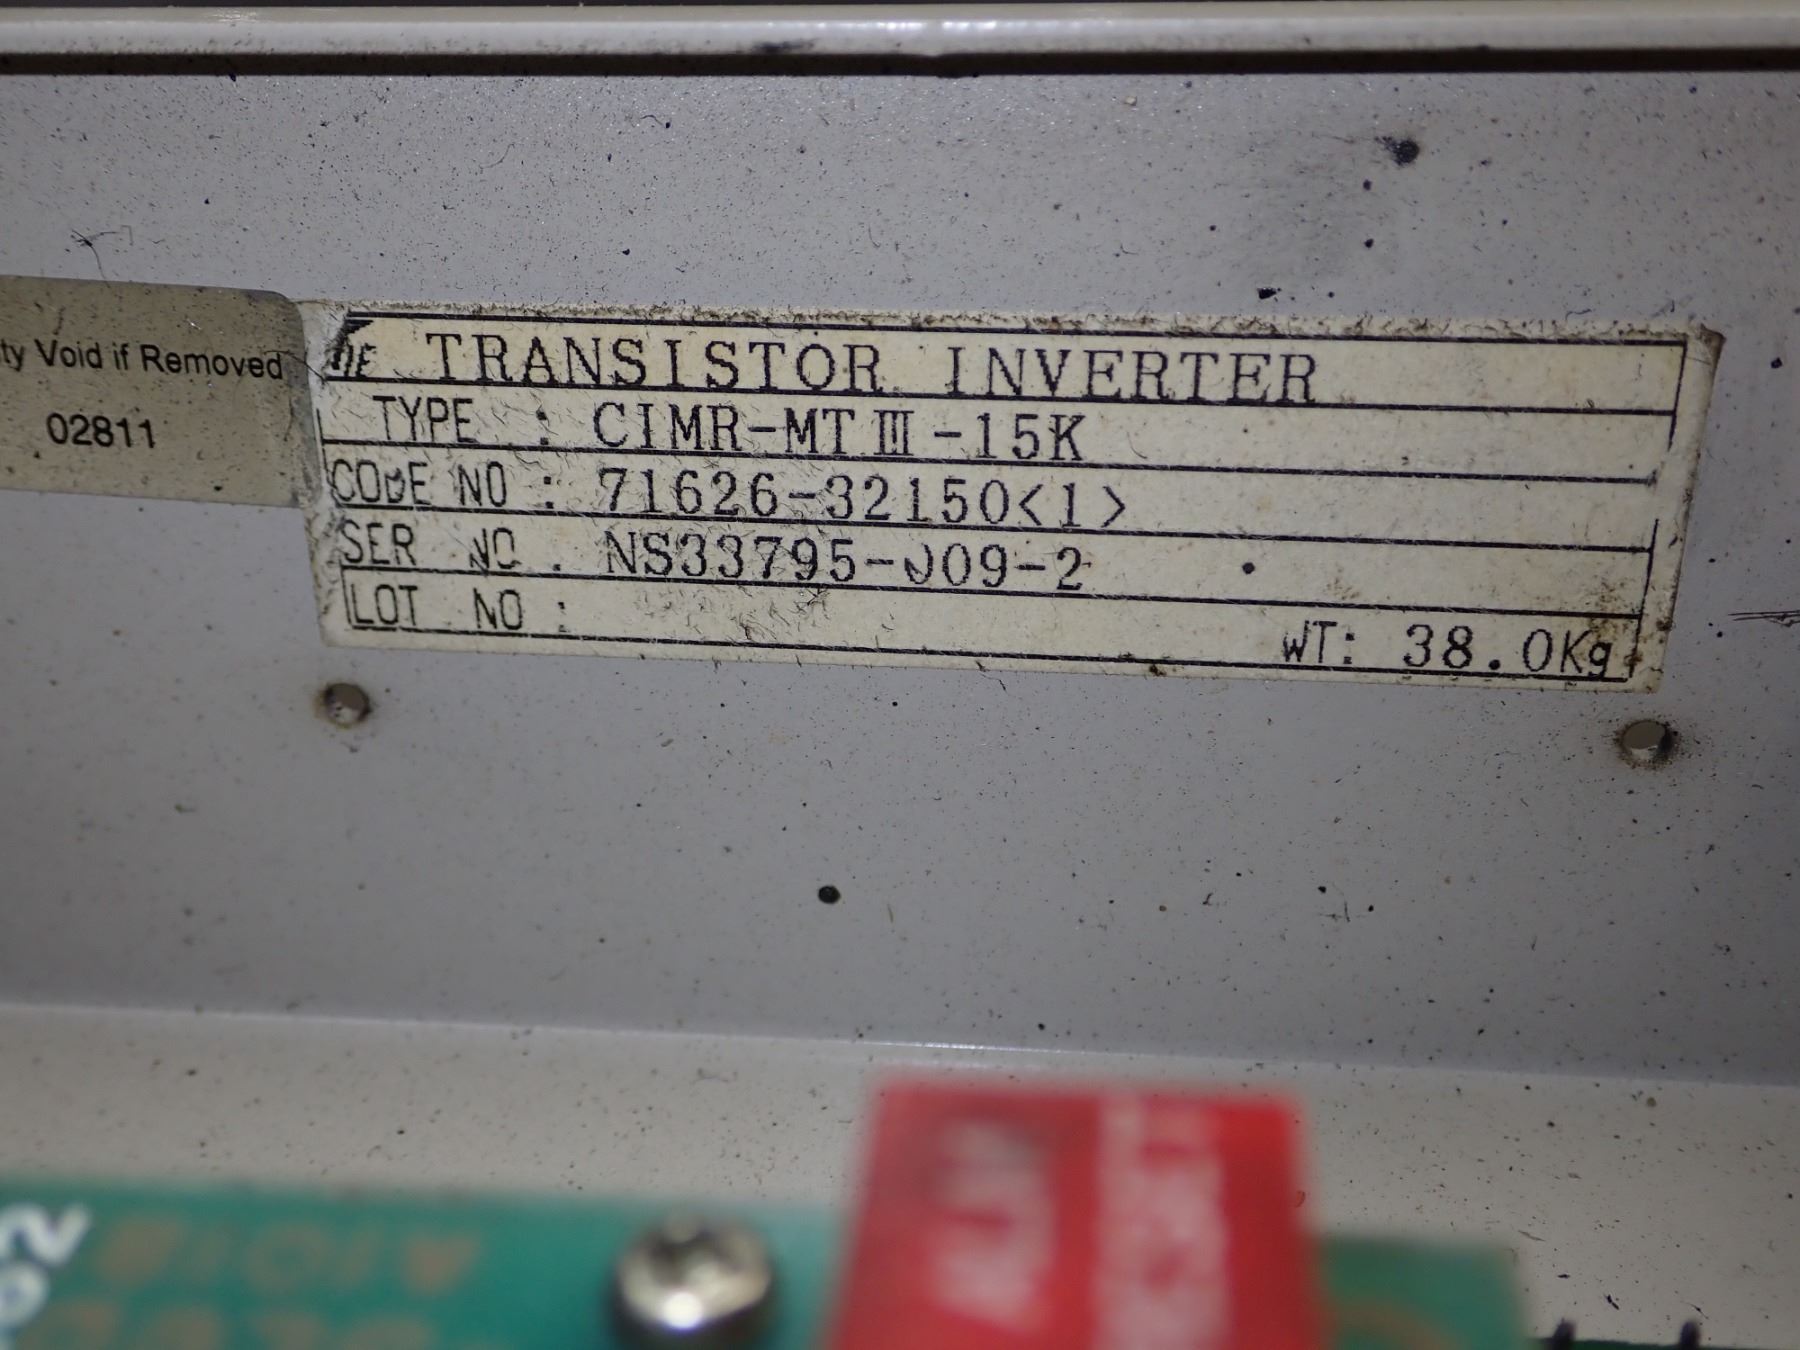 ty Void if Removed
02811
TRANSISTOR INVERTER
TYPE : CIMR-MTIII-15K
CODE NO : 71626-32150<1>
SER NO . NS33795-009-2
LOT NO :
WT: 38.0Kg